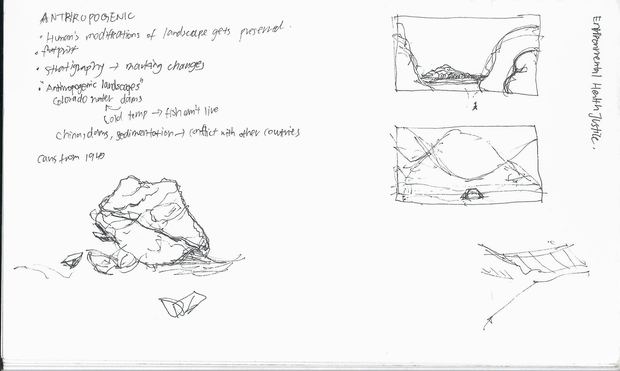 ANTHROPOGENIC
• Human's modifications of landscape gets preserved.
• footprint
• Stratigraphy → marking changes
• "Anthropogenic landscapes"
Colorado water dams
cold temp → fish can't live
China, dams, sedimentation → conflict with other countries
cans from 1940
Environmental Health Justice.